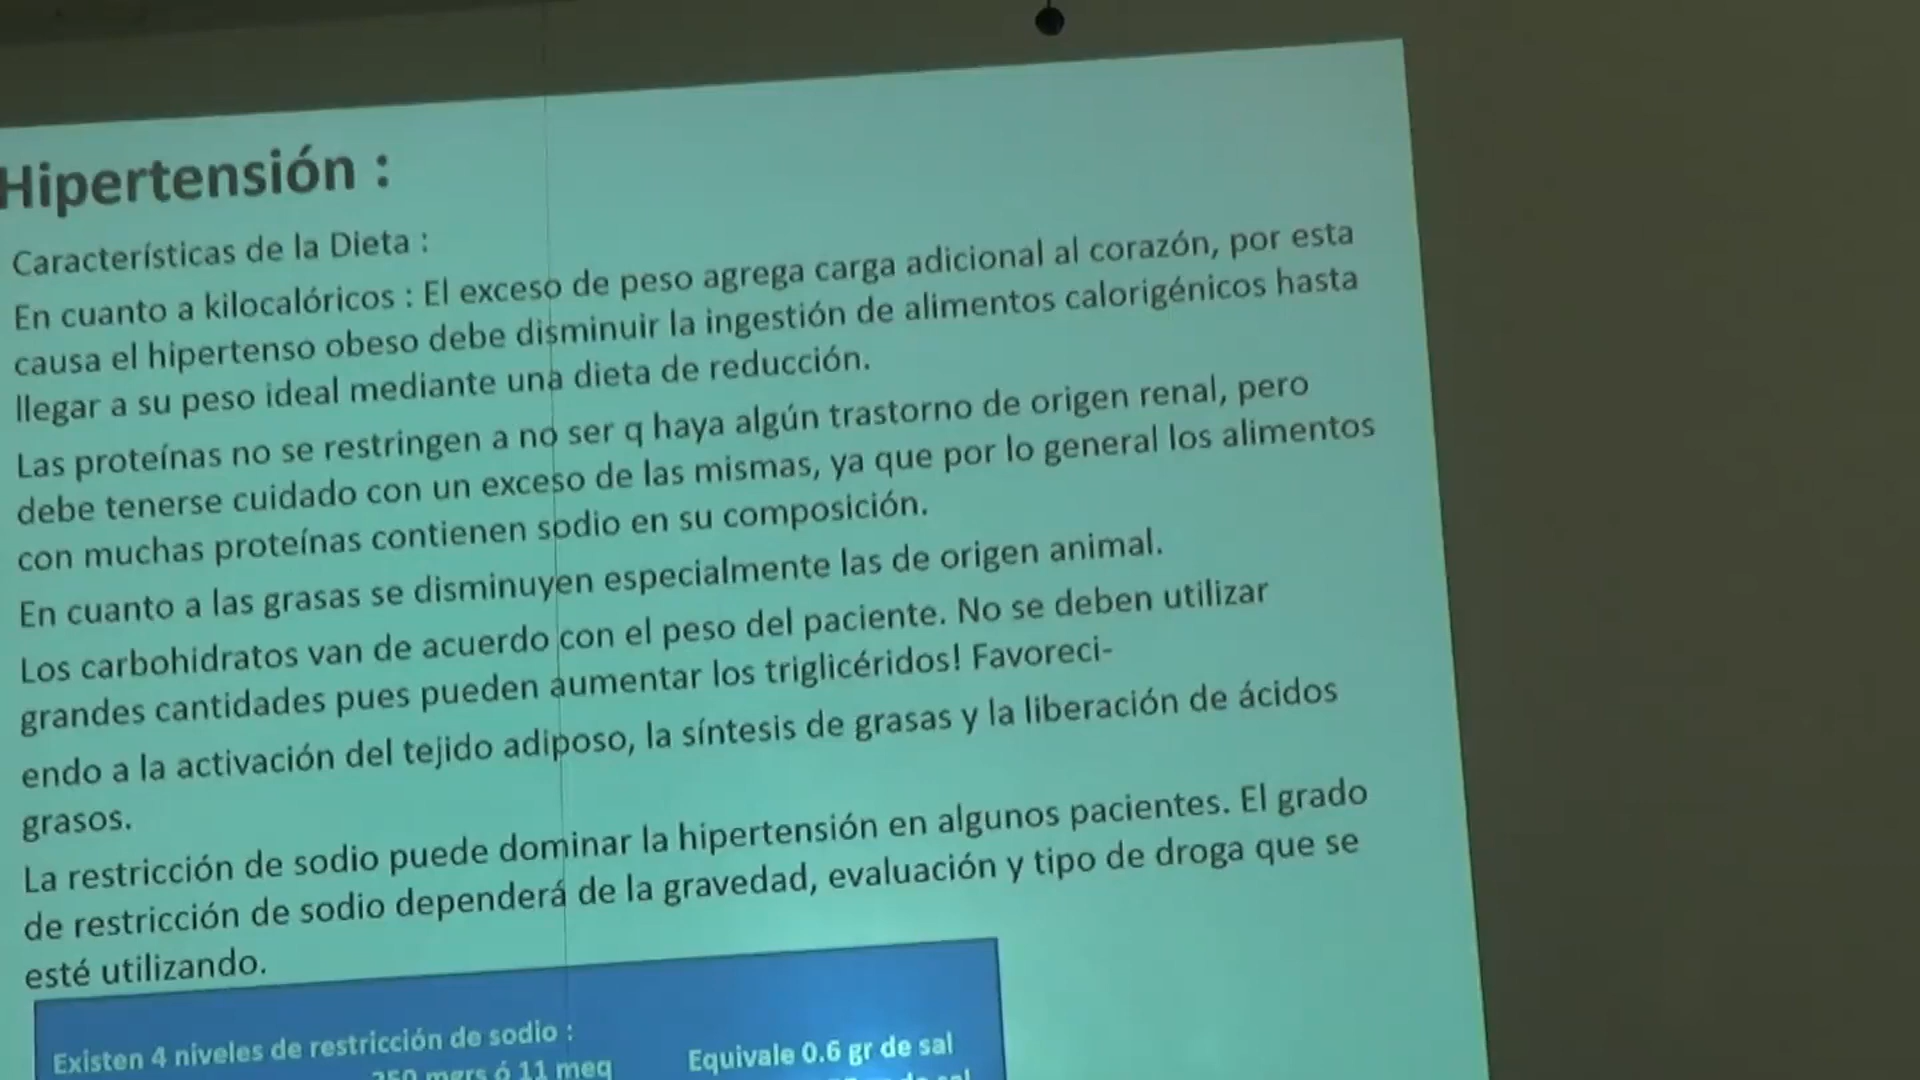 Hipertensión :
Características de la Dieta :
En cuanto a kilocalóricos : El exceso de peso agrega carga adicional al corazón, por esta
causa el hipertenso obeso debe disminuir la ingestión de alimentos calorigénicos hasta
llegar a su peso ideal mediante una dieta de reducción.
Las proteínas no se restringen a no ser q haya algún trastorno de origen renal, pero
debe tenerse cuidado con un exceso de las mismas, ya que por lo general los alimentos
con muchas proteínas contienen sodio en su composición.
En cuanto a las grasas se disminuyen especialmente las de origen animal.
Los carbohidratos van de acuerdo con el peso del paciente. No se deben utilizar
grandes cantidades pues pueden aumentar los triglicéridos! Favoreci-
endo a la activación del tejido adiposo, la síntesis de grasas y la liberación de ácidos
grasos.
La restricción de sodio puede dominar la hipertensión en algunos pacientes. El grado
de restricción de sodio dependerá de la gravedad, evaluación y tipo de droga que se
esté utilizando.
Existen 4 niveles de restricción de sodio :
250 mgrs ó 11 meq Equivale 0.6 gr de sal